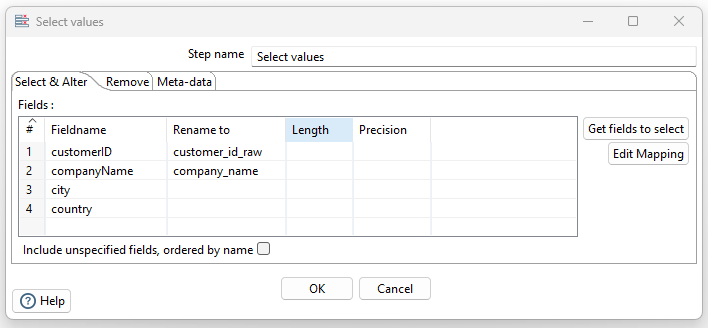 Select values
Step name Select values
Select & Alter Remove Meta-data
Fields :
# Fieldname Rename to Length Precision
1 customerID customer_id_raw
2 companyName company_name
3 city
4 country
Get fields to select
Edit Mapping
Include unspecified fields, ordered by name
OK Cancel
Help